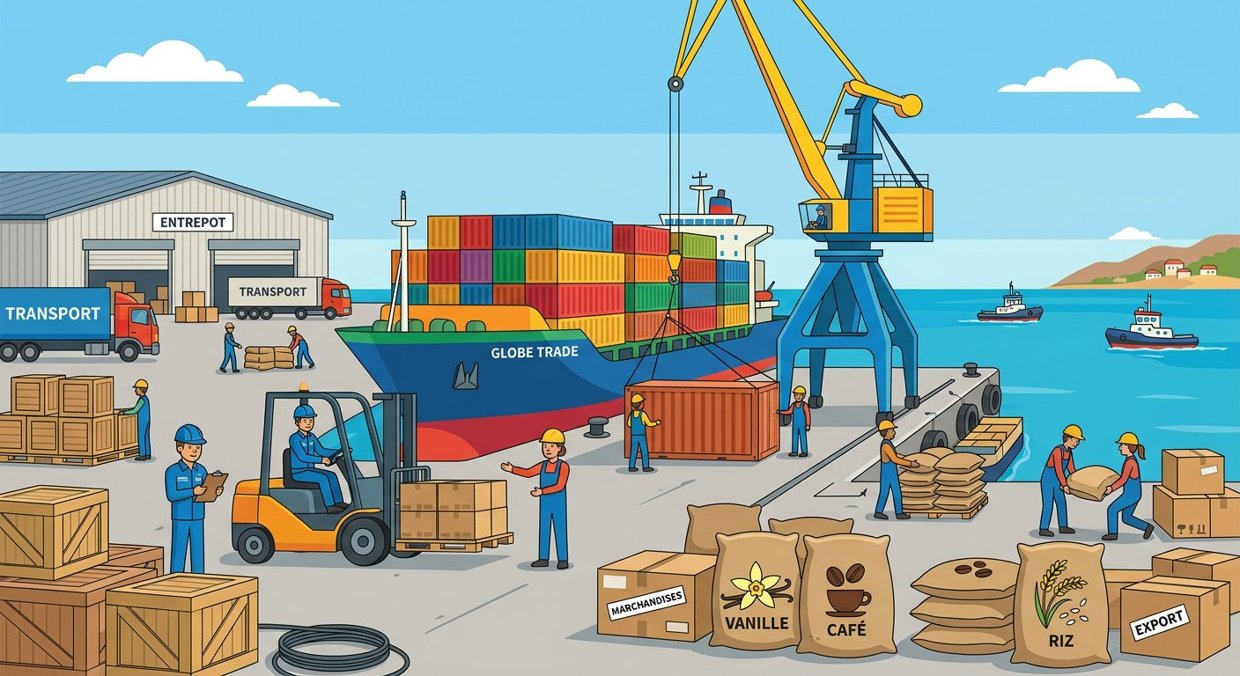 ENTREPOT
TRANSPORT
TRANSPORT
GLOBE TRADE
MARCHANDISES
VANILLE
CAFÉ
RIZ
EXPORT